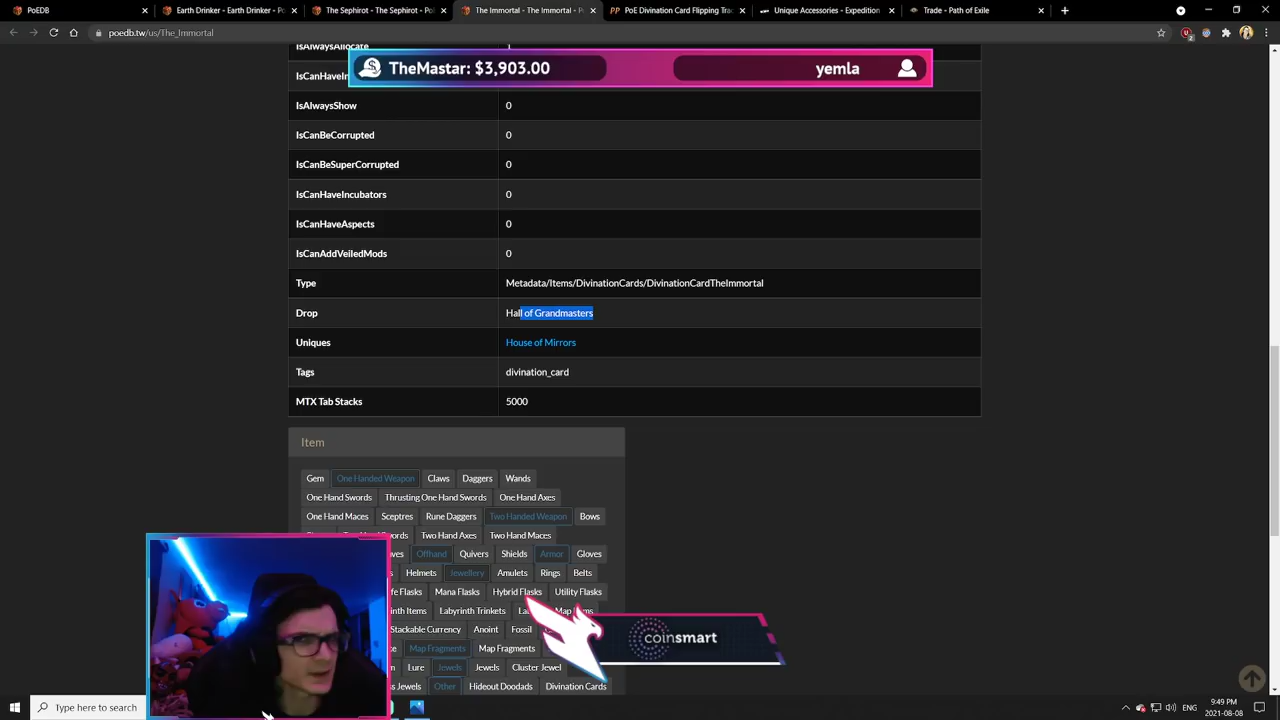 PoEDB
Earth Drinker - Earth Drinker - Po
The Sephirot - The Sephirot - Po
The Immortal - The Immortal - P
PoE Divination Card Flipping Trac
Unique Accessories - Expedition
Trade - Path of Exile
poedb.tw/us/The_Immortal
IsAlwaysAllocate 1
TheMastar: $3,903.00 yemla
IsCanHaveIn
IsAlwaysShow 0
IsCanBeCorrupted 0
IsCanBeSuperCorrupted 0
IsCanHaveIncubators 0
IsCanHaveAspects 0
IsCanAddVeiledMods 0
Type Metadata/Items/DivinationCards/DivinationCardTheImmortal
Drop Hall of Grandmasters
Uniques House of Mirrors
Tags divination_card
MTX Tab Stacks 5000
Item
Gem One Handed Weapon Claws Daggers Wands
One Hand Swords Thrusting One Hand Swords One Hand Axes
One Hand Maces Sceptres Rune Daggers Two Handed Weapon Bows
Two Hand Axes Two Hand Maces
Offhand Quivers Shields Armor Gloves
Helmets Jewellery Amulets Rings Belts
Mana Flasks Hybrid Flasks Utility Flasks
Labyrinth Trinkets
Stackable Currency Anoint Fossil
coinsmart
Map Fragments Map Fragments
Lure Jewels Jewels Cluster Jewel
Jewels Other Hideout Doodads Divination Cards
Type here to search
ENG
9:49 PM
2021-08-08